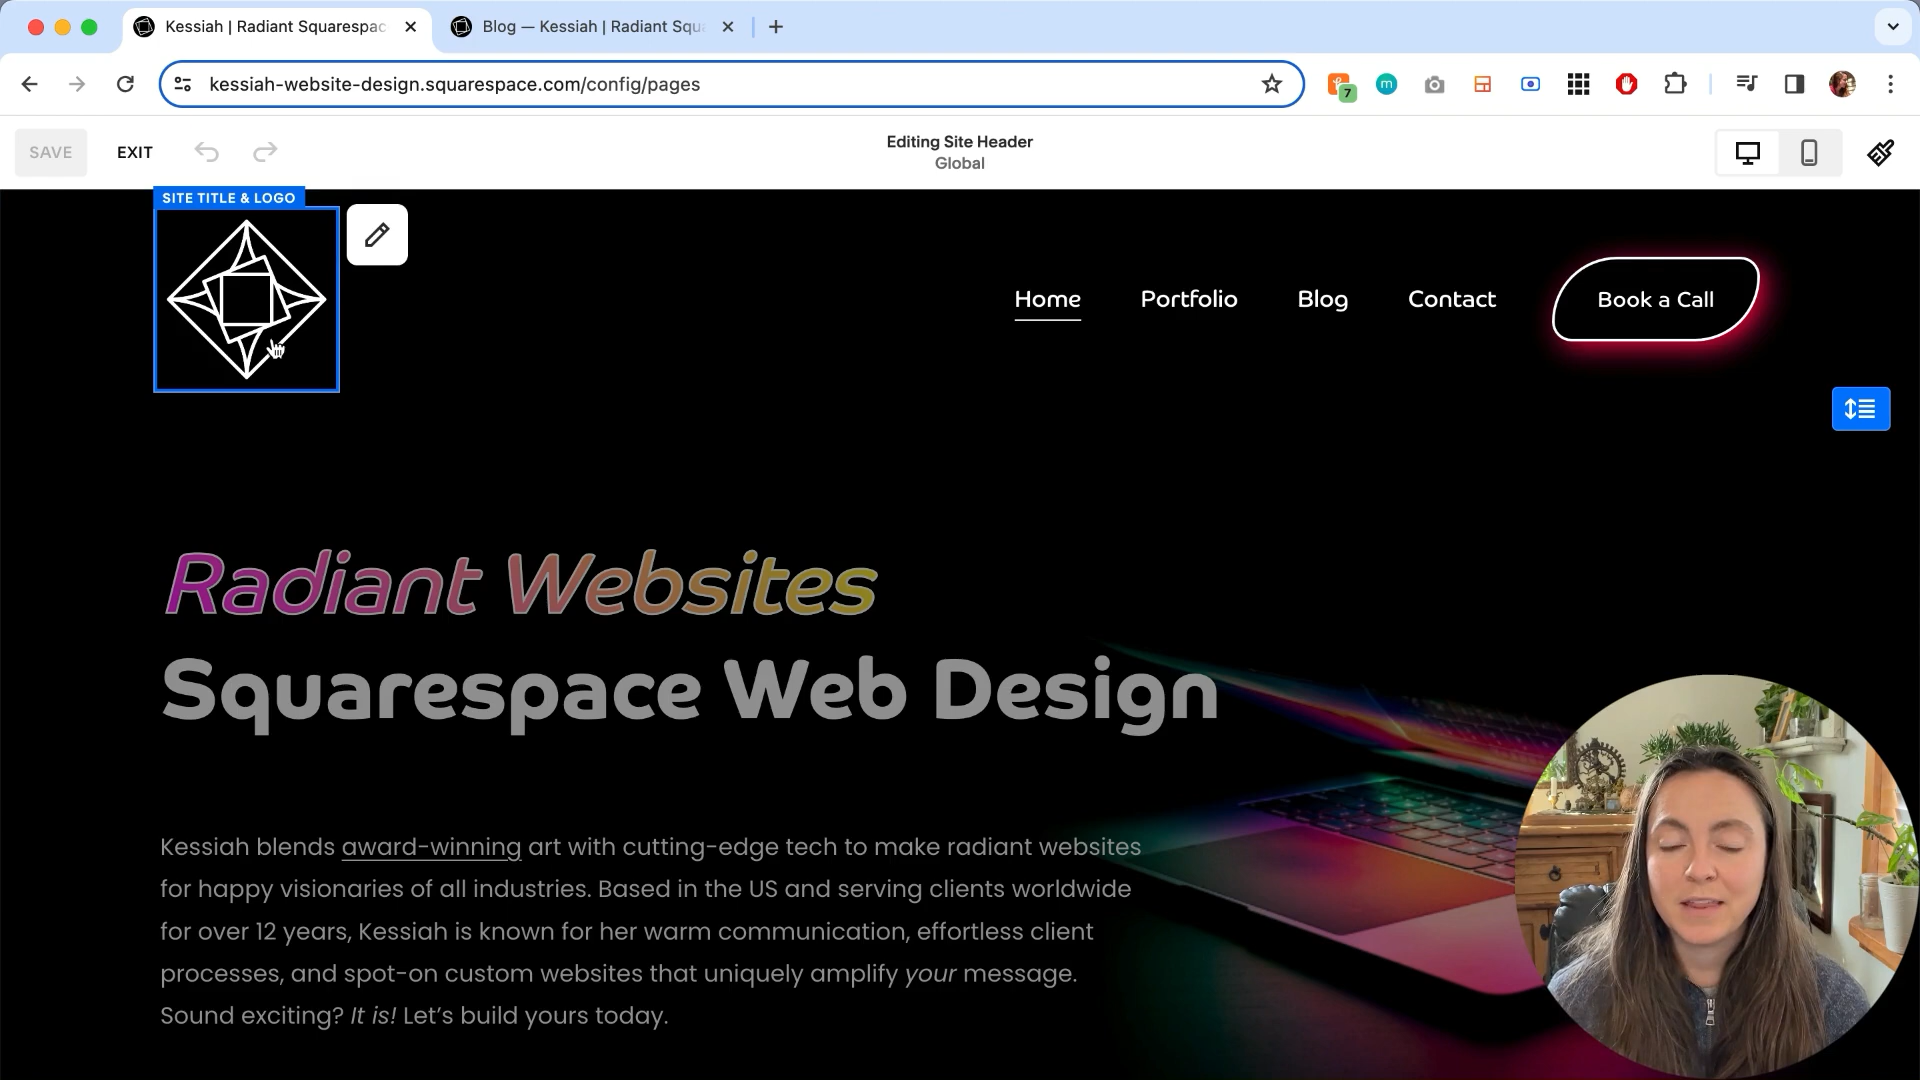 Kessiah | Radiant Squarespac
Blog — Kessiah | Radiant Squ
kessiah-website-design.squarespace.com/config/pages
7
m
SAVE
EXIT
Editing Site Header
Global
SITE TITLE & LOGO
Home
Portfolio
Blog
Contact
Book a Call
Radiant Websites
Squarespace Web Design
Kessiah blends award-winning art with cutting-edge tech to make radiant websites
for happy visionaries of all industries. Based in the US and serving clients worldwide
for over 12 years, Kessiah is known for her warm communication, effortless client
processes, and spot-on custom websites that uniquely amplify your message.
Sound exciting? It is! Let’s build yours today.